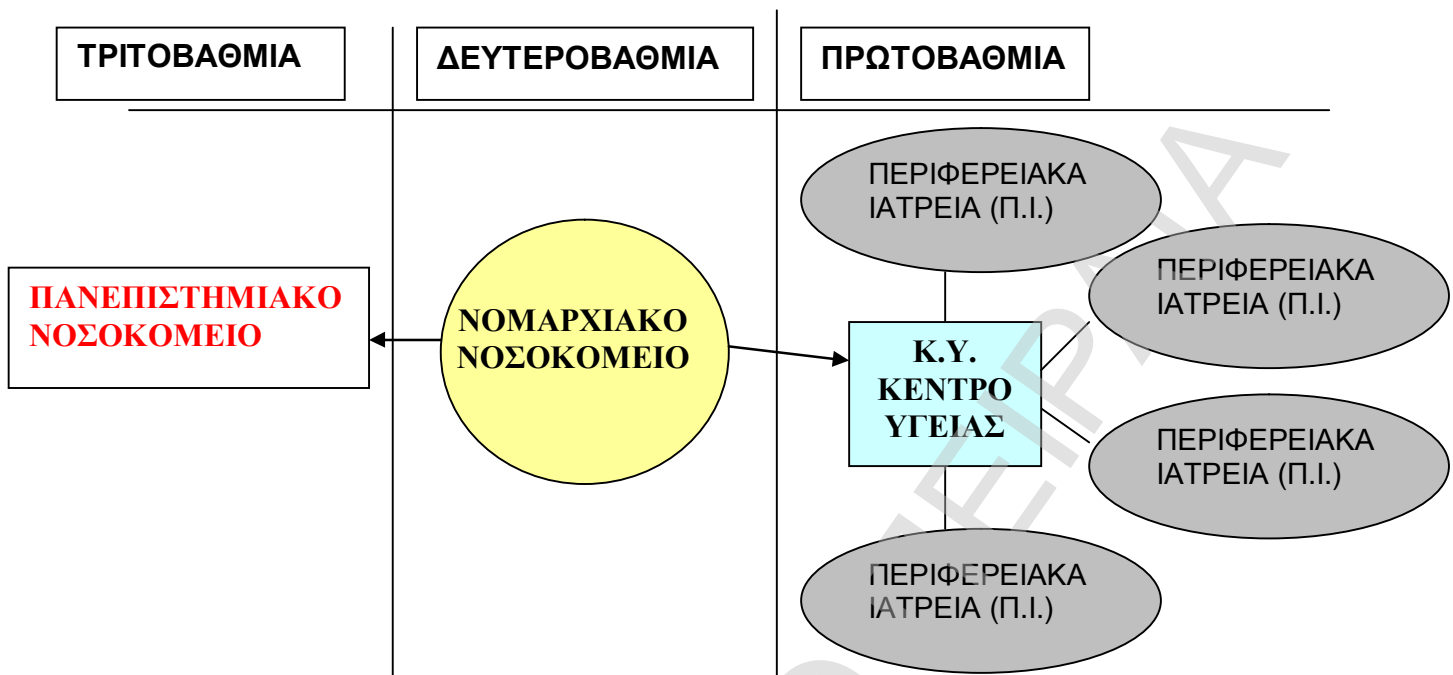 ΤΡΙΤΟΒΑΘΜΙΑ
ΔΕΥΤΕΡΟΒΑΘΜΙΑ
ΠΡΩΤΟΒΑΘΜΙΑ
ΠΕΡΙΦΕΡΕΙΑΚΑ
ΙΑΤΡΕΙΑ (Π.Ι.)
ΠΕΡΙΦΕΡΕΙΑΚΑ
ΙΑΤΡΕΙΑ (Π.Ι.)
ΠΑΝΕΠΙΣΤΗΜΙΑΚΟ
ΝΟΣΟΚΟΜΕΙΟ
ΝΟΜΑΡΧΙΑΚΟ
ΝΟΣΟΚΟΜΕΙΟ
Κ.Υ.
ΚΕΝΤΡΟ
ΥΓΕΙΑΣ
ΠΕΡΙΦΕΡΕΙΑΚΑ
ΙΑΤΡΕΙΑ (Π.Ι.)
ΠΕΡΙΦΕΡΕΙΑΚΑ
ΙΑΤΡΕΙΑ (Π.Ι.)